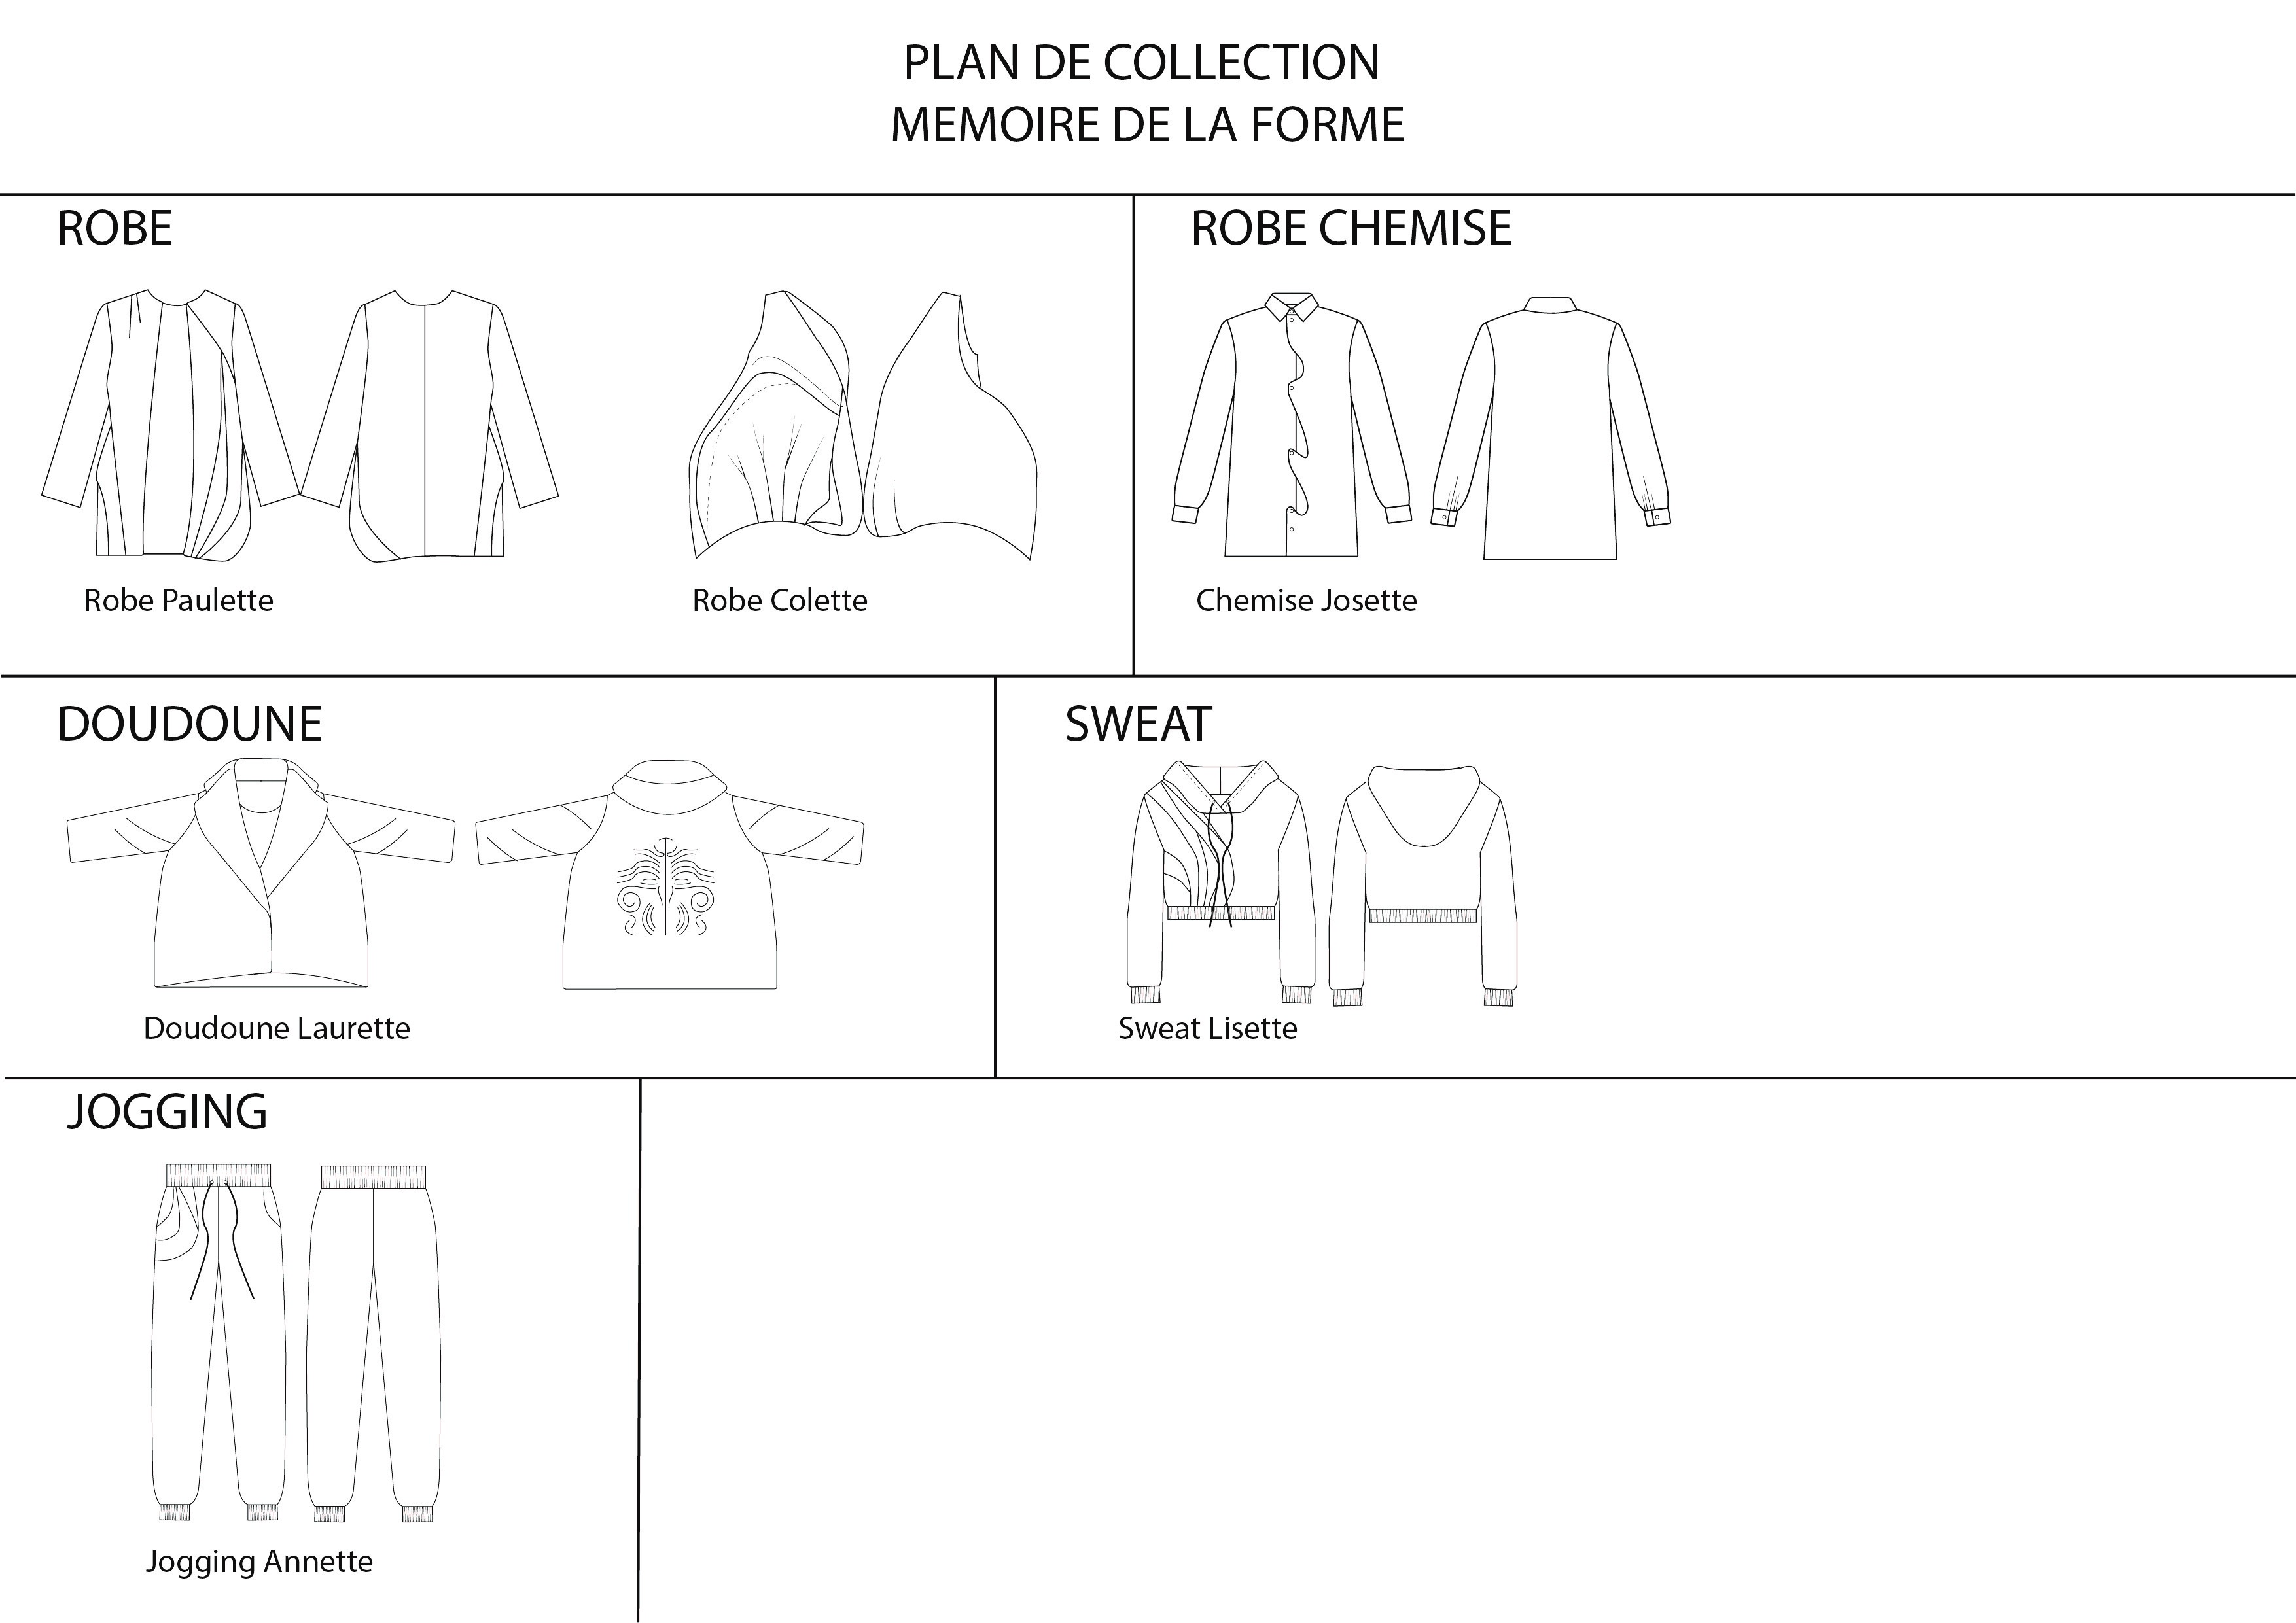 PLAN DE COLLECTION
MEMOIRE DE LA FORME
ROBE
Robe Paulette
Robe Colette
ROBE CHEMISE
Chemise Josette
DOUDOUNE
Doudoune Laurette
SWEAT
Sweat Lisette
JOGGING
Jogging Annette